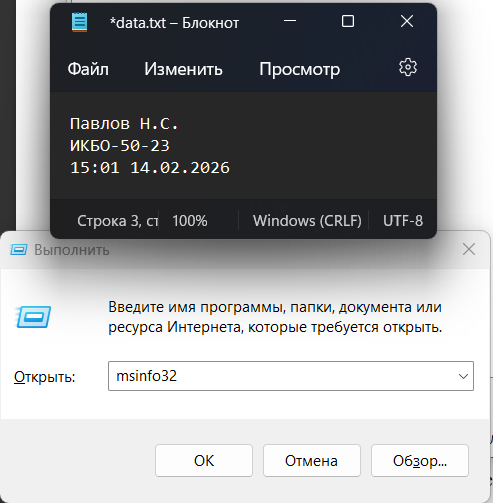 *data.txt – Блокнот
Файл Изменить Просмотр
Павлов Н.С.
ИКБО-50-23
15:01 14.02.2026
Строка 3, ст 100% Windows (CRLF) UTF-8
Выполнить
Введите имя программы, папки, документа или
ресурса Интернета, которые требуется открыть.
Открыть: msinfo32
ОК Отмена Обзор...